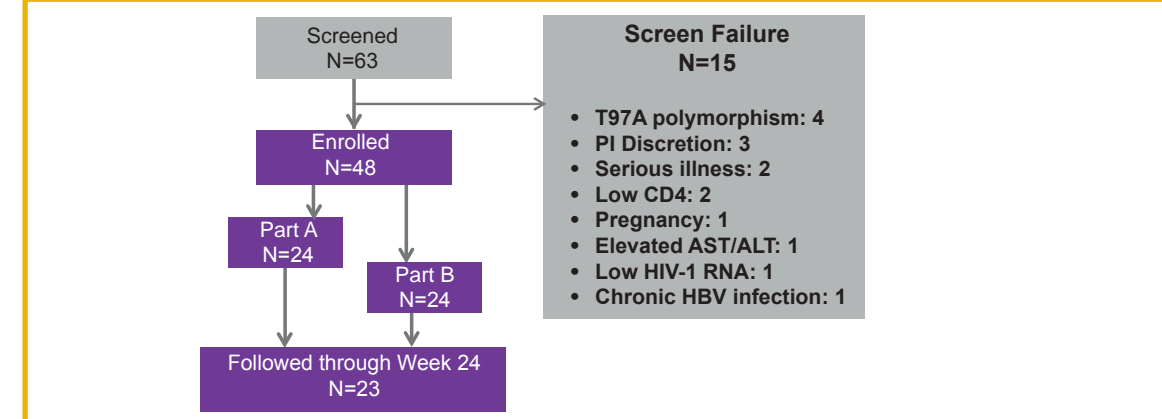 Screened
N=63
Screen Failure
N=15
• T97A polymorphism: 4
• PI Discretion: 3
• Serious illness: 2
• Low CD4: 2
• Pregnancy: 1
• Elevated AST/ALT: 1
• Low HIV-1 RNA: 1
• Chronic HBV infection: 1
Enrolled
N=48
Part A
N=24
Part B
N=24
Followed through Week 24
N=23